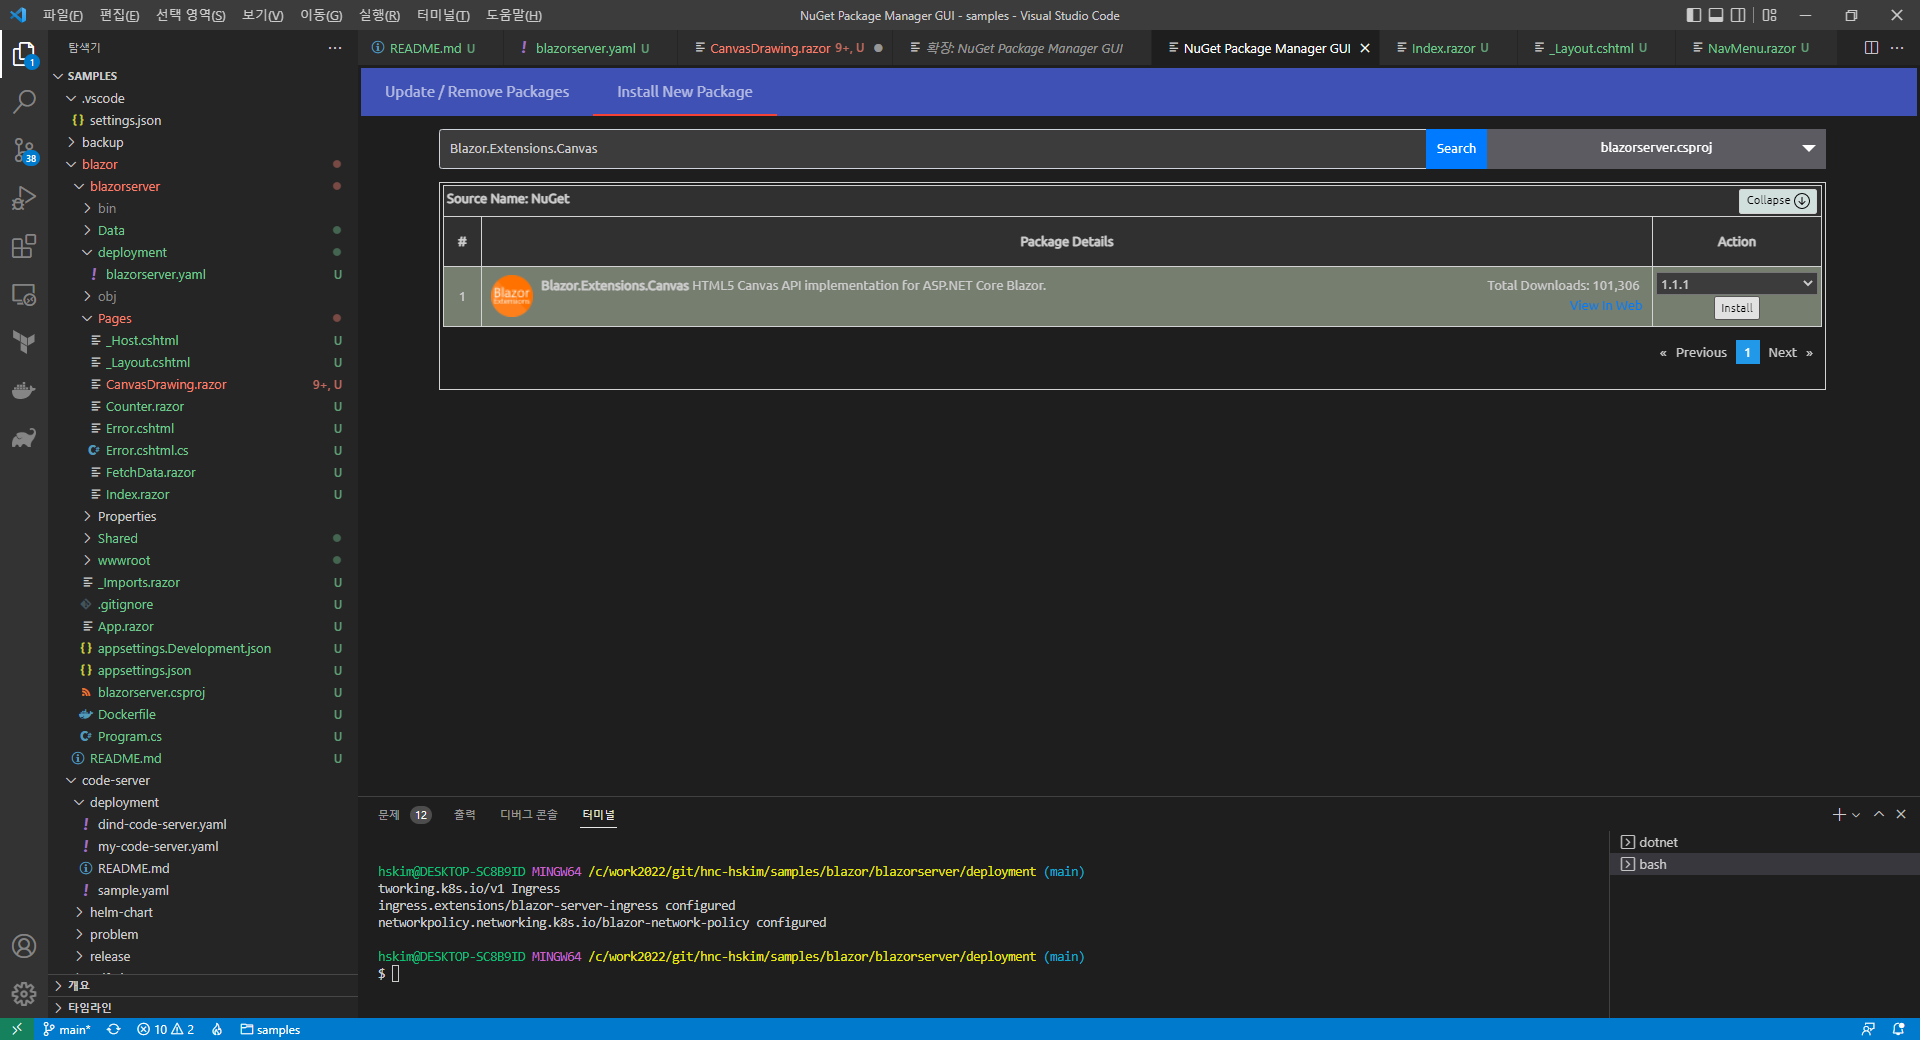 파일(F) 편집(E) 선택 영역(S) 보기(V) 이동(G) 실행(R) 터미널(T) 도움말(H)
NuGet Package Manager GUI - samples - Visual Studio Code
탐색기
README.md U
blazorserver.yaml U
CanvasDrawing.razor 9+, U
확장: NuGet Package Manager GUI
NuGet Package Manager GUI
Index.razor U
_Layout.cshtml U
NavMenu.razor U
1
38
SAMPLES
.vscode
settings.json
backup
blazor
blazorserver
bin
Data
deployment
blazorserver.yaml U
obj
Pages
_Host.cshtml U
_Layout.cshtml U
CanvasDrawing.razor 9+, U
Counter.razor U
Error.cshtml U
Error.cshtml.cs U
FetchData.razor U
Index.razor U
Properties
Shared
wwwroot
_Imports.razor U
.gitignore U
App.razor U
appsettings.Development.json U
appsettings.json U
blazorserver.csproj U
Dockerfile U
Program.cs U
README.md U
code-server
deployment
dind-code-server.yaml
my-code-server.yaml
README.md
sample.yaml
helm-chart
problem
release
개요
타임라인
Update / Remove Packages
Install New Package
Blazor.Extensions.Canvas
Search
blazorserver.csproj
Source Name: NuGet
Collapse
# Package Details Action
1
Blazor Extensions
Blazor.Extensions.Canvas HTML5 Canvas API implementation for ASP.NET Core Blazor.
Total Downloads: 101,306
View in Web
1.1.1
Install
« Previous 1 Next »
문제 12 출력 디버그 콘솔 터미널
hskim@DESKTOP-SC8B9ID MINGW64 /c/work2022/git/hnc-hskim/samples/blazor/blazorserver/deployment (main)
tworking.k8s.io/v1 Ingress
ingress.extensions/blazor-server-ingress configured
networkpolicy.networking.k8s.io/blazor-network-policy configured
hskim@DESKTOP-SC8B9ID MINGW64 /c/work2022/git/hnc-hskim/samples/blazor/blazorserver/deployment (main)
$
dotnet
bash
main* 10 2 samples